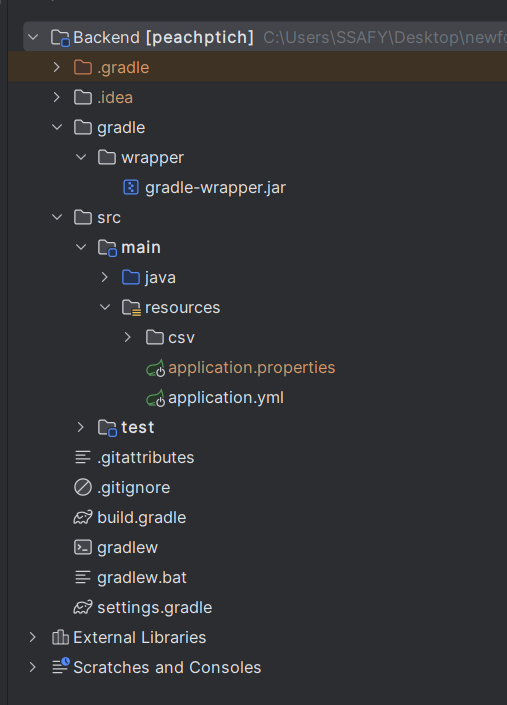 Backend [peachptich] C:\Users\SSAFY\Desktop\newfo
.gradle
.idea
gradle
wrapper
gradle-wrapper.jar
src
main
java
resources
csv
application.properties
application.yml
test
.gitattributes
.gitignore
build.gradle
gradlew
gradlew.bat
settings.gradle
External Libraries
Scratches and Consoles